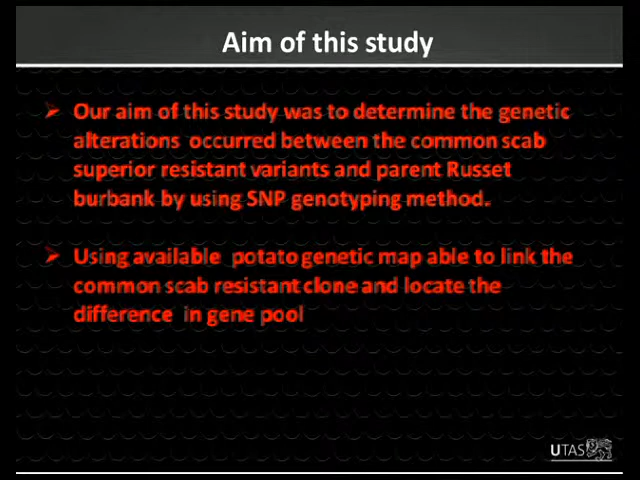 Aim of this study
Our aim of this study was to determine the genetic
alterations occurred between the common scab
superior resistant variants and parent Russet
burbank by using SNP genotyping method.
Using available potato genetic map able to link the
common scab resistant clone and locate the
difference in gene pool
UTAS